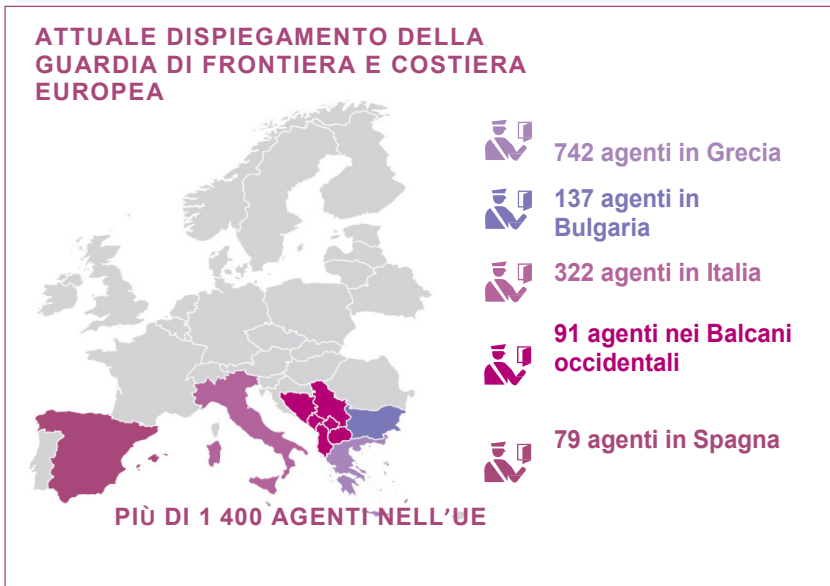 ATTUALE DISPIEGAMENTO DELLA
GUARDIA DI FRONTIERA E COSTIERA
EUROPEA
742 agenti in Grecia
137 agenti in
Bulgaria
322 agenti in Italia
91 agenti nei Balcani
occidentali
79 agenti in Spagna
PIÙ DI 1 400 AGENTI NELL'UE